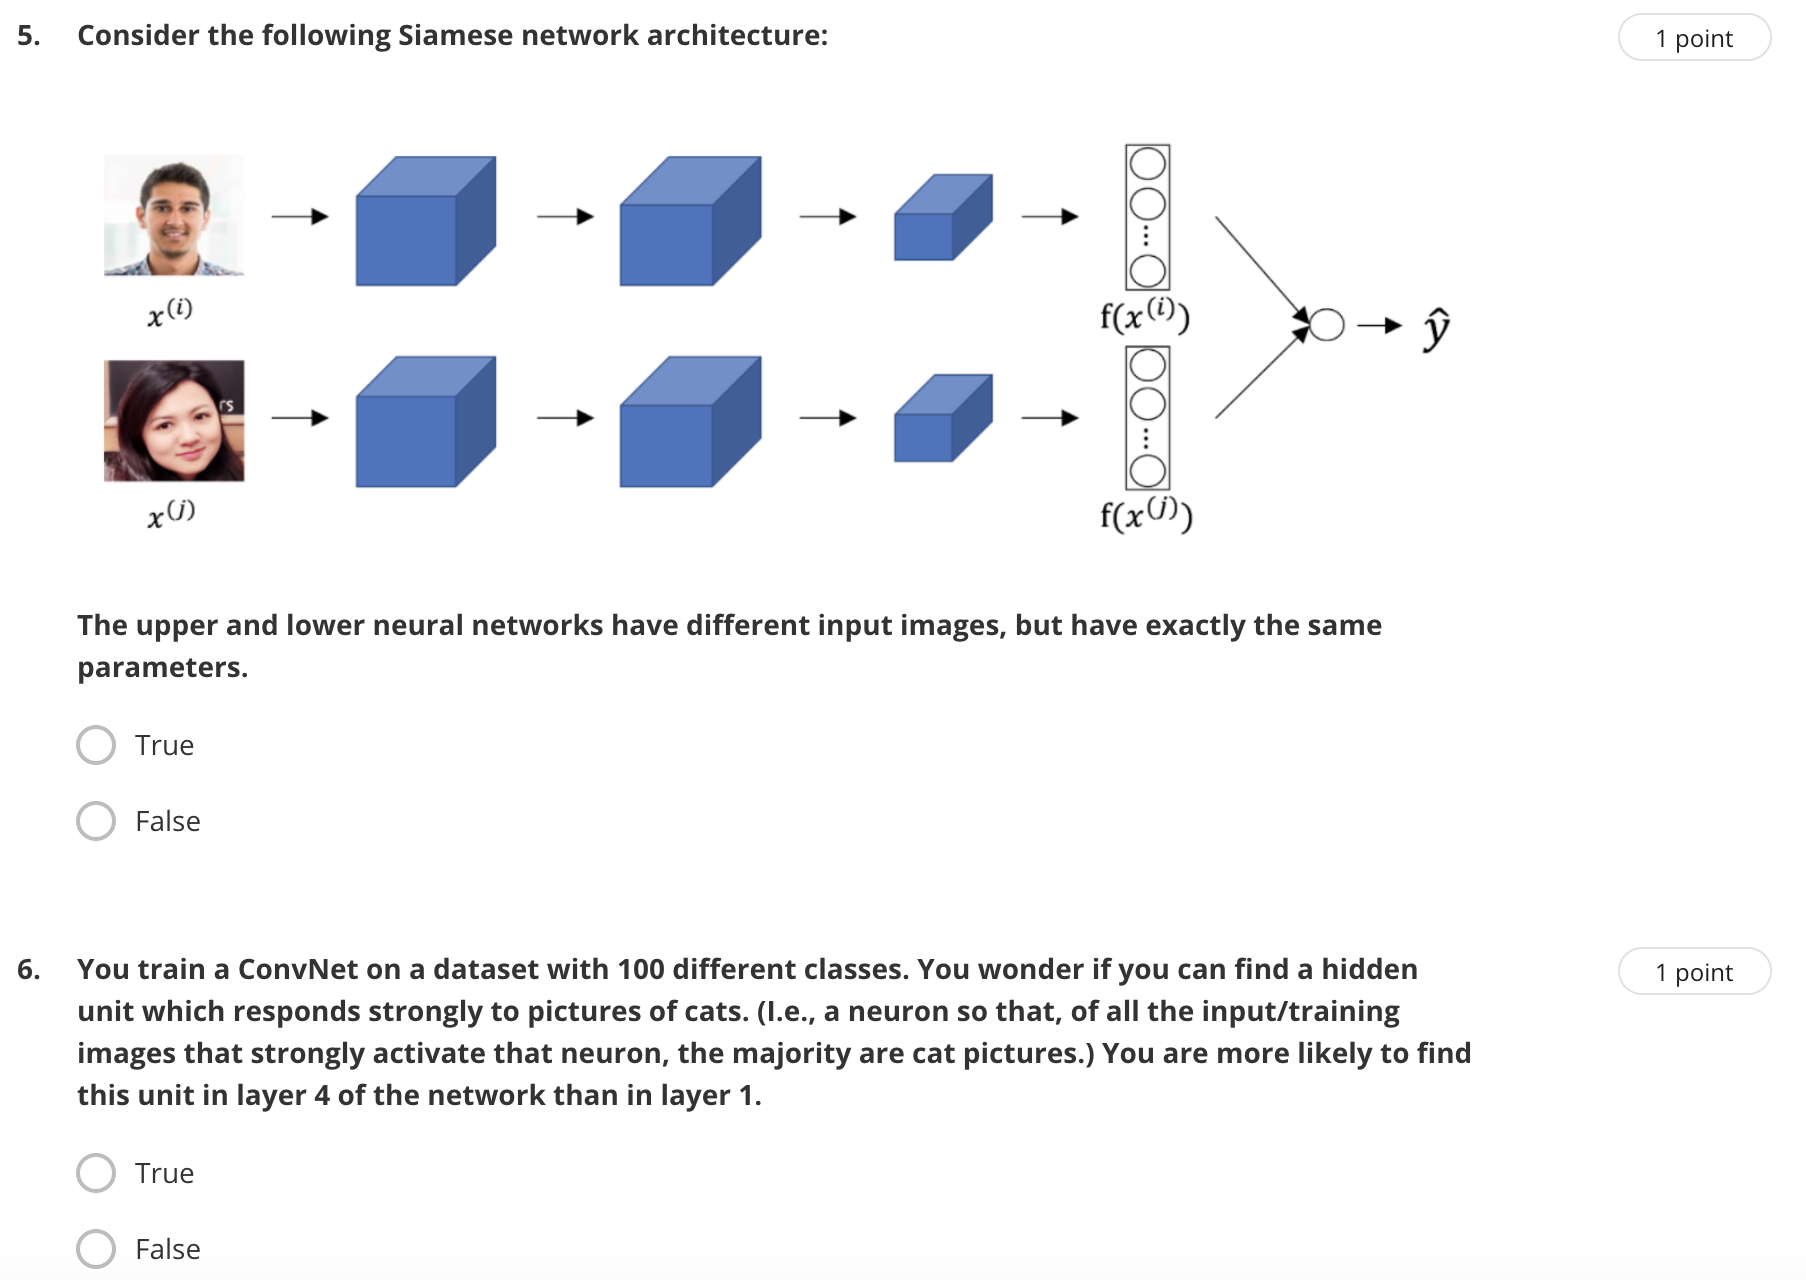 5. Consider the following Siamese network architecture:
1 point
x^(i)
f(x^(i))
ŷ
rs
x^(j)
f(x^(j))
The upper and lower neural networks have different input images, but have exactly the same
parameters.
True
False
6. You train a ConvNet on a dataset with 100 different classes. You wonder if you can find a hidden
1 point
unit which responds strongly to pictures of cats. (I.e., a neuron so that, of all the input/training
images that strongly activate that neuron, the majority are cat pictures.) You are more likely to find
this unit in layer 4 of the network than in layer 1.
True
False